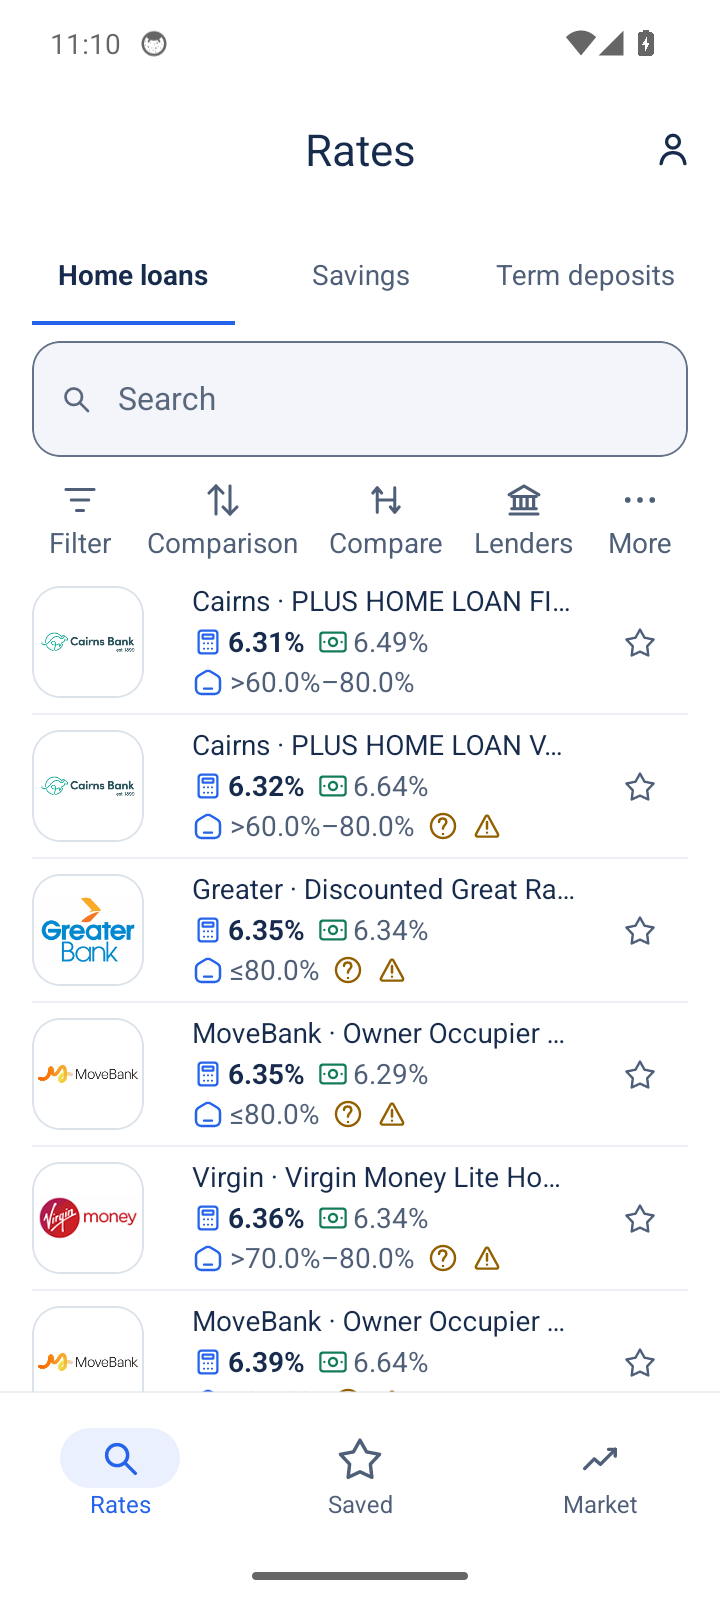 11:10
Rates
Home loans Savings Term deposits
Search
Filter Comparison Compare Lenders More
Cairns Bank
est. 1899
Cairns · PLUS HOME LOAN FI...
6.31% 6.49%
>60.0%–80.0%
Cairns Bank
est. 1899
Cairns · PLUS HOME LOAN V...
6.32% 6.64%
>60.0%–80.0%
Greater
Bank
Greater · Discounted Great Ra...
6.35% 6.34%
≤80.0%
MoveBank
MoveBank · Owner Occupier ...
6.35% 6.29%
≤80.0%
Virgin money
Virgin · Virgin Money Lite Ho...
6.36% 6.34%
>70.0%–80.0%
MoveBank
MoveBank · Owner Occupier ...
6.39% 6.64%
Rates Saved Market